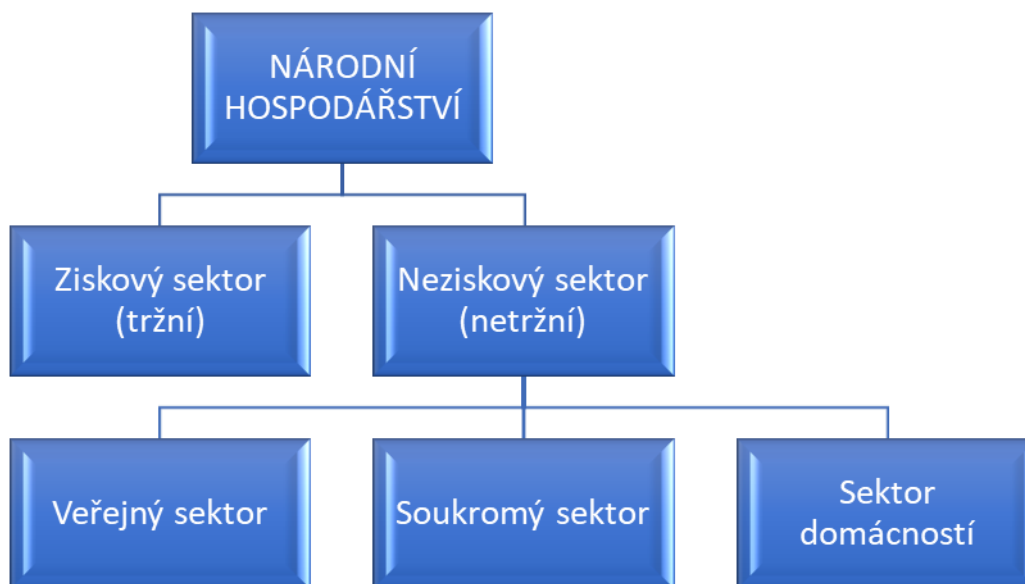 NÁRODNÍ
HOSPODÁŘSTVÍ
Ziskový sektor
(tržní)
Neziskový sektor
(netržní)
Veřejný sektor
Soukromý sektor
Sektor
domácností